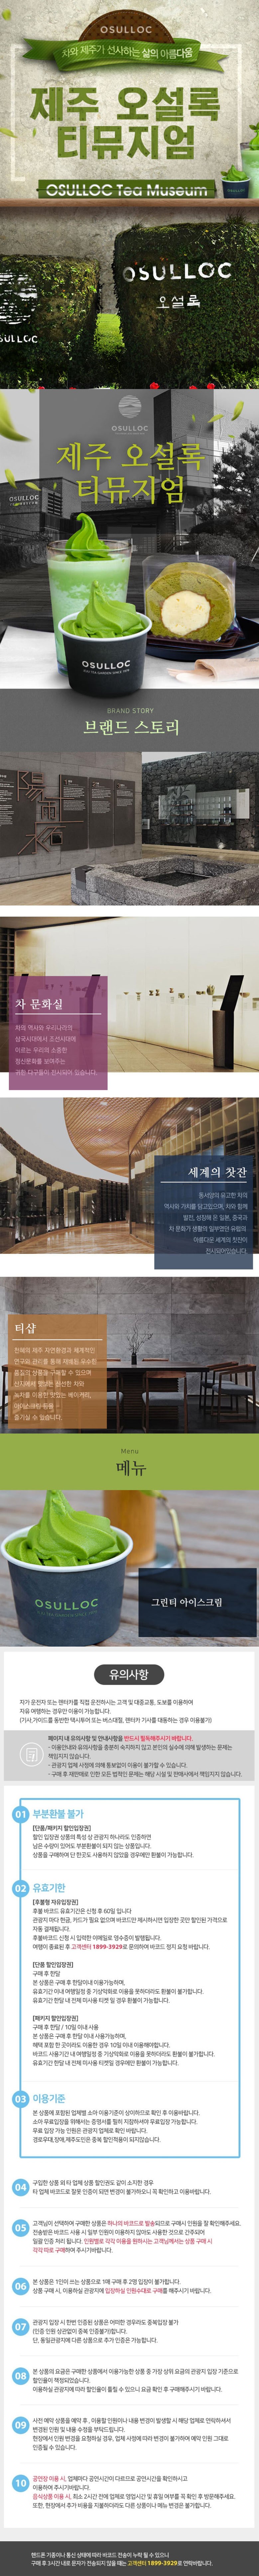 OSULLOC
차와 제주가 선사하는 삶의 아름다움
제주 오설록
티뮤지엄
OSULLOC Tea Museum
OSULLOC
오설록
SULLOC
OSULLOC
제주 오설록
티뮤지엄
OSULLOC
OSULLOC
BRAND STORY
브랜드 스토리
차 문화실
차의 역사와 우리나라의
삼국시대에서 조선시대에
이르는 우리의 소중한
정신문화를 보여주는
귀한 다구들이 전시되어 있습니다.
세계의 찻잔
동서양의 유고한 차의
역사와 가치를 담고있으며, 차와 함께
발전, 성장해 온 일본, 중국과
차 문화가 생활의 일부였던 유럽의
아름다운 세계의 찻잔이
전시되어있습니다.
티샵
천혜의 제주 자연환경과 체계적인
연구와 관리를 통해 재배된 우수한
품질의 상품을 구매할 수 있으며
산지에서 맛보는 신선한 차와
녹차를 이용한 맛있는 베이커리,
아이스크림 등을
즐기실 수 있습니다.
Menu
메뉴
OSULLOC
그린티 아이스크림
유의사항
자가 운전자 또는 렌터카를 직접 운전하시는 고객 및 대중교통, 도보를 이용하여
자유 여행하는 경우만 이용이 가능합니다.
(기사,가이드를 동반한 택시투어 또는 버스대절, 렌터카 기사를 대동하는 경우 이용불가)
페이지 내 유의사항 및 안내사항을 반드시 필독해주시기 바랍니다.
- 이용안내와 유의사항을 충분히 숙지하지 않고 본인의 실수에 의해 발생하는 문제는
책임지지 않습니다.
- 관광지 업체 사정에 의해 통보없이 이용이 불가할 수 있습니다.
- 구매 후 재판매로 인한 모든 법적인 문제는 해당 시설 및 판매사에서 책임지지 않습니다.
01 부분환불 불가
[단품/패키지 할인입장권]
할인 입장권 상품의 특성 상 관광지 하나라도 인증하면
남은 수량이 있어도 부분환불이 되지 않는 상품입니다.
상품을 구매하여 단 한곳도 사용하지 않았을 경우에만 환불이 가능합니다.
02 유효기한
[후불형 자유입장권]
후불 바코드 유효기간은 신청 후 60일 입니다
관광지 마다 현금, 카드가 필요 없으며 바코드만 제시하시면 입장한 곳만 할인된 가격으로
자동 결제됩니다.
후불바코드 신청 시 입력한 이메일로 영수증이 발행됩니다.
여행이 종료된 후 고객센터 1899-3929로 문의하여 바코드 정지 요청 바랍니다.
[단품 할인입장권]
구매 후 한달
본 상품은 구매 후 한달이내 이용가능하며,
유효기간 이내 여행일정 중 기상악화로 이용을 못하더라도 환불이 불가합니다.
유효기간 한달 내 전체 미사용 티켓 일 경우 환불이 가능합니다.
[패키지 할인입장권]
구매 후 한달 / 10일 이내 사용
본 상품은 구매 후 한달 이내 사용가능하며,
혜택 포함 한 곳이라도 이용한 경우 10일 이내 이용해야합니다.
바코드 사용기간 내 여행일정 중 기상악화로 이용을 못하더라도 환불이 불가합니다.
유효기간 한달 내 전체 미사용 티켓일 경우에만 환불이 가능합니다.
03 이용기준
본 상품에 포함된 업체별 소아 이용기준이 상이하므로 확인 후 이용바랍니다.
소아 무료입장을 위해서는 증명서를 필히 지참하셔야 무료입장 가능합니다.
무료 입장 가능 인원은 관광지 업체로 확인 바랍니다.
경로우대,장애,제주도민은 중복 할인적용이 되지않습니다.
04 구입한 상품 외 타 업체 상품 할인권도 같이 소지한 경우
타 업체 바코드로 잘못 인증이 되면 변경이 불가하오니 꼭 확인하고 이용바랍니다.
05 고객님이 선택하여 구매한 상품은 하나의 바코드로 발송되므로 구매시 인원을 잘 확인해주세요.
전송받은 바코드 사용 시 일부 인원이 이용하지 않아도 사용한 것으로 간주되어
일괄 인증 처리 됩니다. 인원별로 각각 이용을 원하시는 고객님께서는 상품 구매 시
각각 따로 구매하여 주시기바랍니다.
06 본 상품은 1인이 쓰는 상품으로 1매 구매 후 2명 입장이 불가합니다.
상품 구매 시, 이용하실 관광지에 입장하실 인원수대로 구매를 해주시기 바랍니다.
07 관광지 입장 시 한번 인증된 상품은 어떠한 경우라도 중복입장 불가
(인증 인원 상관없이 중복 인증불가)합니다.
단, 동일관광지에 다른 상품으로 추가 인증은 가능합니다.
08 본 상품의 요금은 구매한 상품에서 이용가능한 상품 중 가장 상위 요금의 관광지 입장 기준으로
할인율이 책정되었습니다.
이용하실 관광지에 따라 할인율이 틀릴 수 있으니 요금 확인 후 구매해주시기 바랍니다.
09 사전 예약 상품을 예약 후 , 이용할 인원이나 내용 변경이 발생할 시 해당 업체로 연락하셔서
변경된 인원 및 내용 수정을 부탁드립니다.
현장에서 인원 변경을 요청하실 경우, 업체 사정에 따라 변경이 불가하여 예약 인원 그대로
인증될 수 있습니다.
10 공연장 이용 시, 업체마다 공연시간이 다르므로 공연시간을 확인하시고
이용하여 주시기바랍니다.
음식상품 이용 시, 최소 2시간 전에 업체로 영업시간 및 휴일 여부를 꼭 확인 후 방문해주세요.
또한, 현장에서 추가 비용을 지불하더라도 다른 상품이나 메뉴 변경은 불가합니다.
핸드폰 기종이나 통신 상태에 따라 바코드 전송이 누락 될 수 있으니
구매 후 3시간 내로 문자가 전송되지 않을 때는 고객센터 1899-3929로 연락바랍니다.